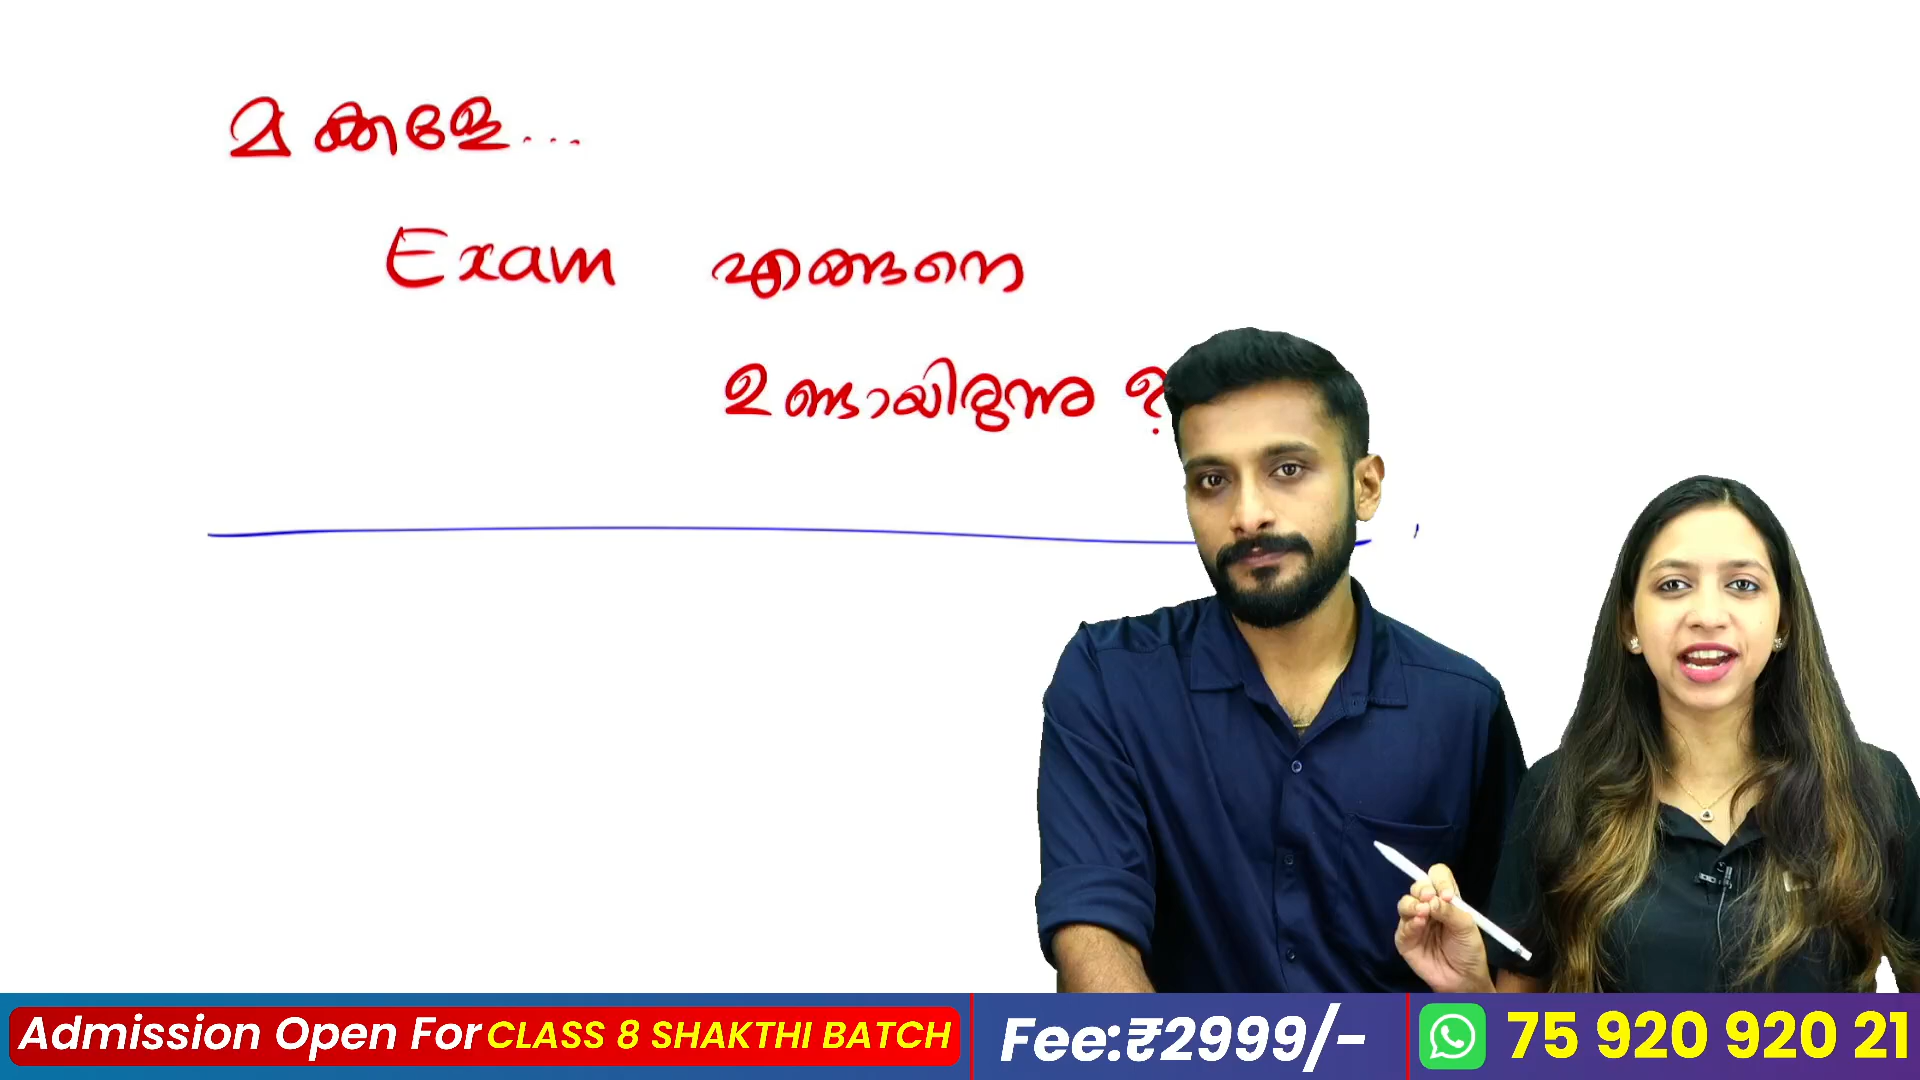 മക്കളേ...
Exam എങ്ങനെ
ഉണ്ടായിരുന്നു ?
Admission Open For CLASS 8 SHAKTHI BATCH
Fee:₹2999/-
75 920 920 21